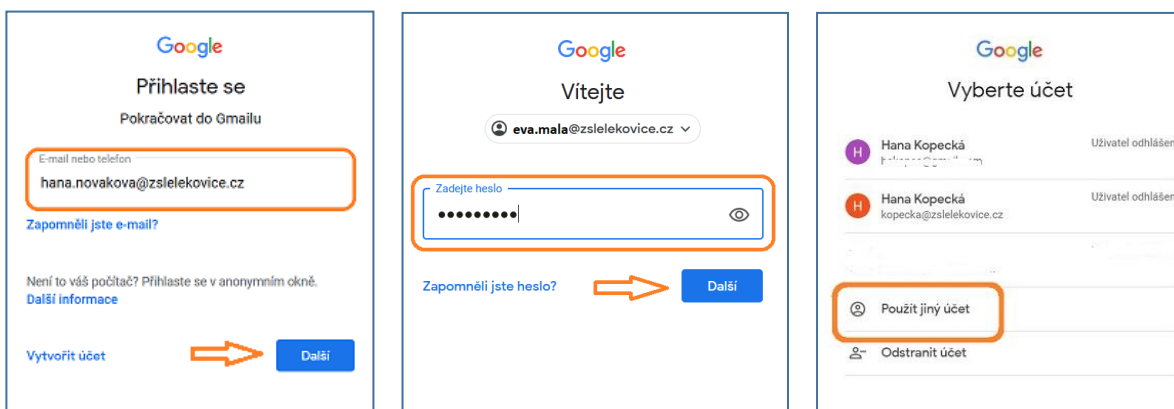 Google
Přihlaste se
Pokračovat do Gmailu
E-mail nebo telefon
hana.novakova@zslelekovice.cz
Zapomněli jste e-mail?
Není to váš počítač? Přihlaste se v anonymním okně.
Další informace
Vytvořit účet
Další
Google
Vítejte
eva.mala@zslelekovice.cz
Zadejte heslo
Zapomněli jste heslo?
Další
Google
Vyberte účet
H
Hana Kopecká
Uživatel odhlášen
H
Hana Kopecká
Uživatel odhlášen
kopecka@zslelekovice.cz
Použít jiný účet
Odstranit účet